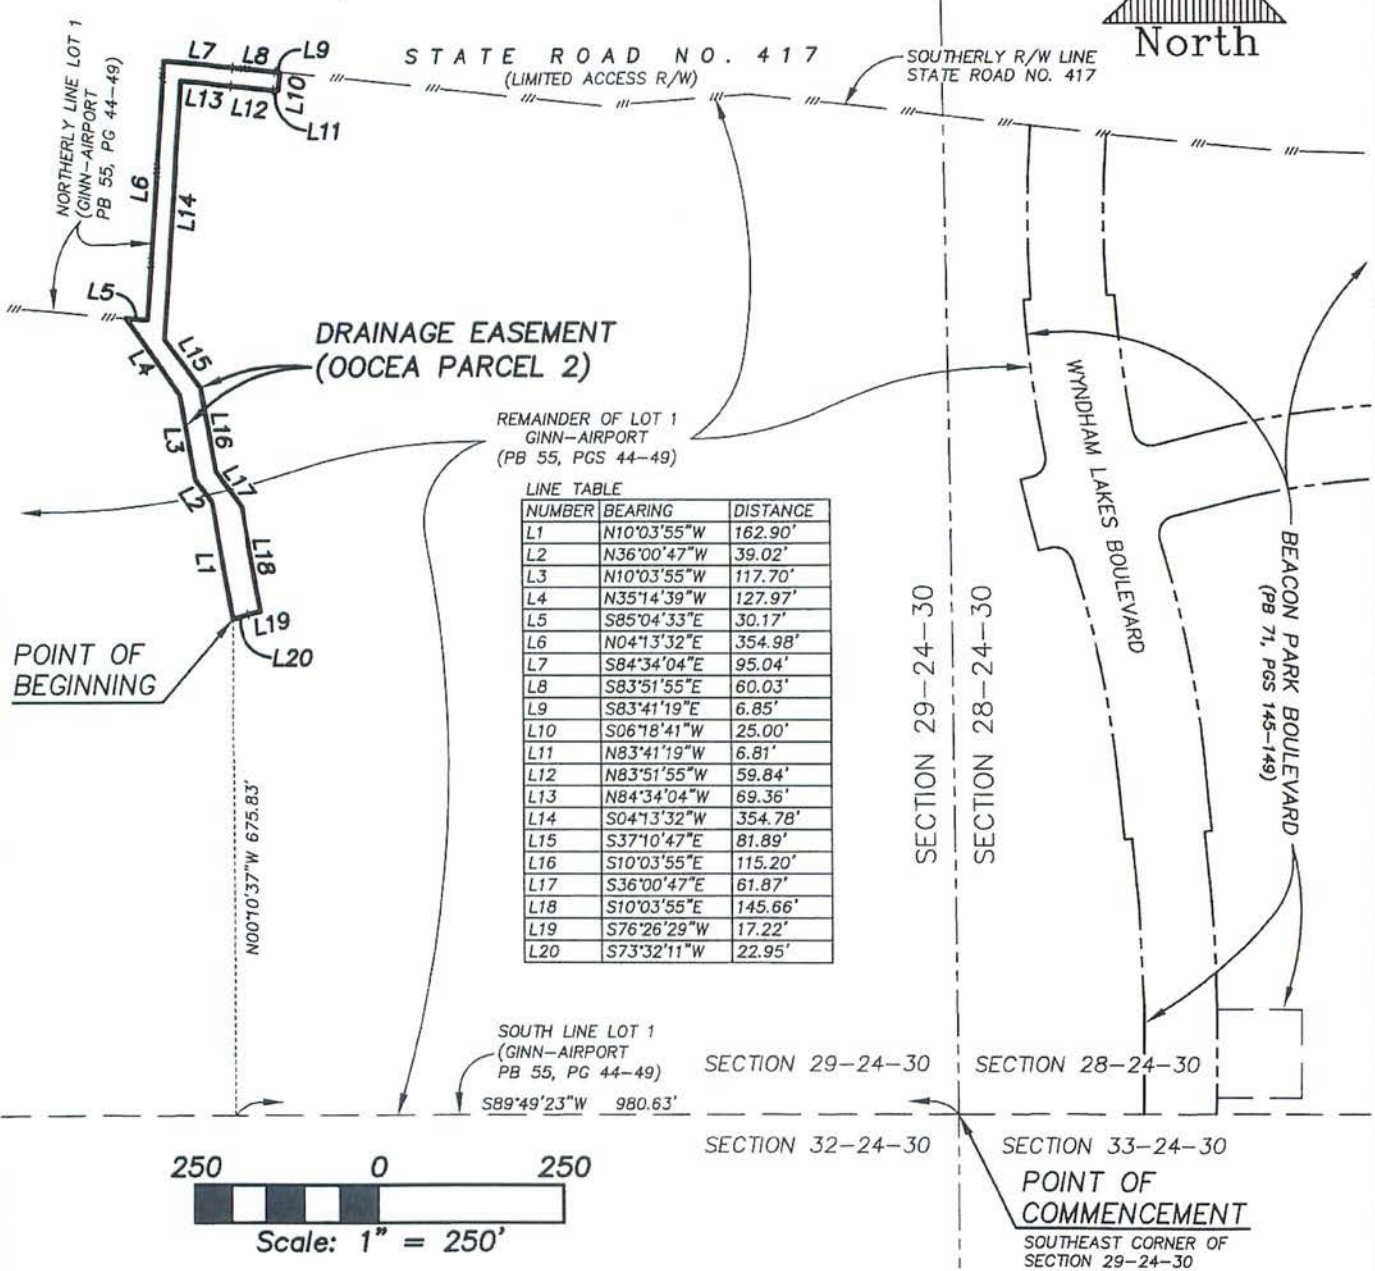 North
STATE ROAD NO. 417
(LIMITED ACCESS R/W)
SOUTHERLY R/W LINE
STATE ROAD NO. 417
NORTHERLY LINE LOT 1
(GINN-AIRPORT
PB 55, PG 44-49)
L7
L8
L9
L10
L13
L12
L11
L6
L14
L5
L4
L15
DRAINAGE EASEMENT
(OOCEA PARCEL 2)
L3
L16
L2
L17
L1
L18
L19
L20
POINT OF
BEGINNING
REMAINDER OF LOT 1
GINN-AIRPORT
(PB 55, PGS 44-49)
LINE TABLE
NUMBER BEARING DISTANCE
L1 N10°03'55"W 162.90'
L2 N36°00'47"W 39.02'
L3 N10°03'55"W 117.70'
L4 N35°14'39"W 127.97'
L5 S85°04'33"E 30.17'
L6 N04°13'32"E 354.98'
L7 S84°34'04"E 95.04'
L8 S83°51'55"E 60.03'
L9 S83°41'19"E 6.85'
L10 S06°18'41"W 25.00'
L11 N83°41'19"W 6.81'
L12 N83°51'55"W 59.84'
L13 N84°34'04"W 69.36'
L14 S04°13'32"W 354.78'
L15 S37°10'47"E 81.89'
L16 S10°03'55"E 115.20'
L17 S36°00'47"E 61.87'
L18 S10°03'55"E 145.66'
L19 S76°26'29"W 17.22'
L20 S73°32'11"W 22.95'
WYNDHAM LAKES BOULEVARD
BEACON PARK BOULEVARD
(PB 71, PGS 145-149)
SECTION 29-24-30
SECTION 28-24-30
N00°10'37"W 675.83'
SOUTH LINE LOT 1
(GINN-AIRPORT
PB 55, PG 44-49)
S89°49'23"W 980.63'
SECTION 29-24-30
SECTION 28-24-30
SECTION 32-24-30
SECTION 33-24-30
POINT OF
COMMENCEMENT
SOUTHEAST CORNER OF
SECTION 29-24-30
250 0 250
Scale: 1" = 250'